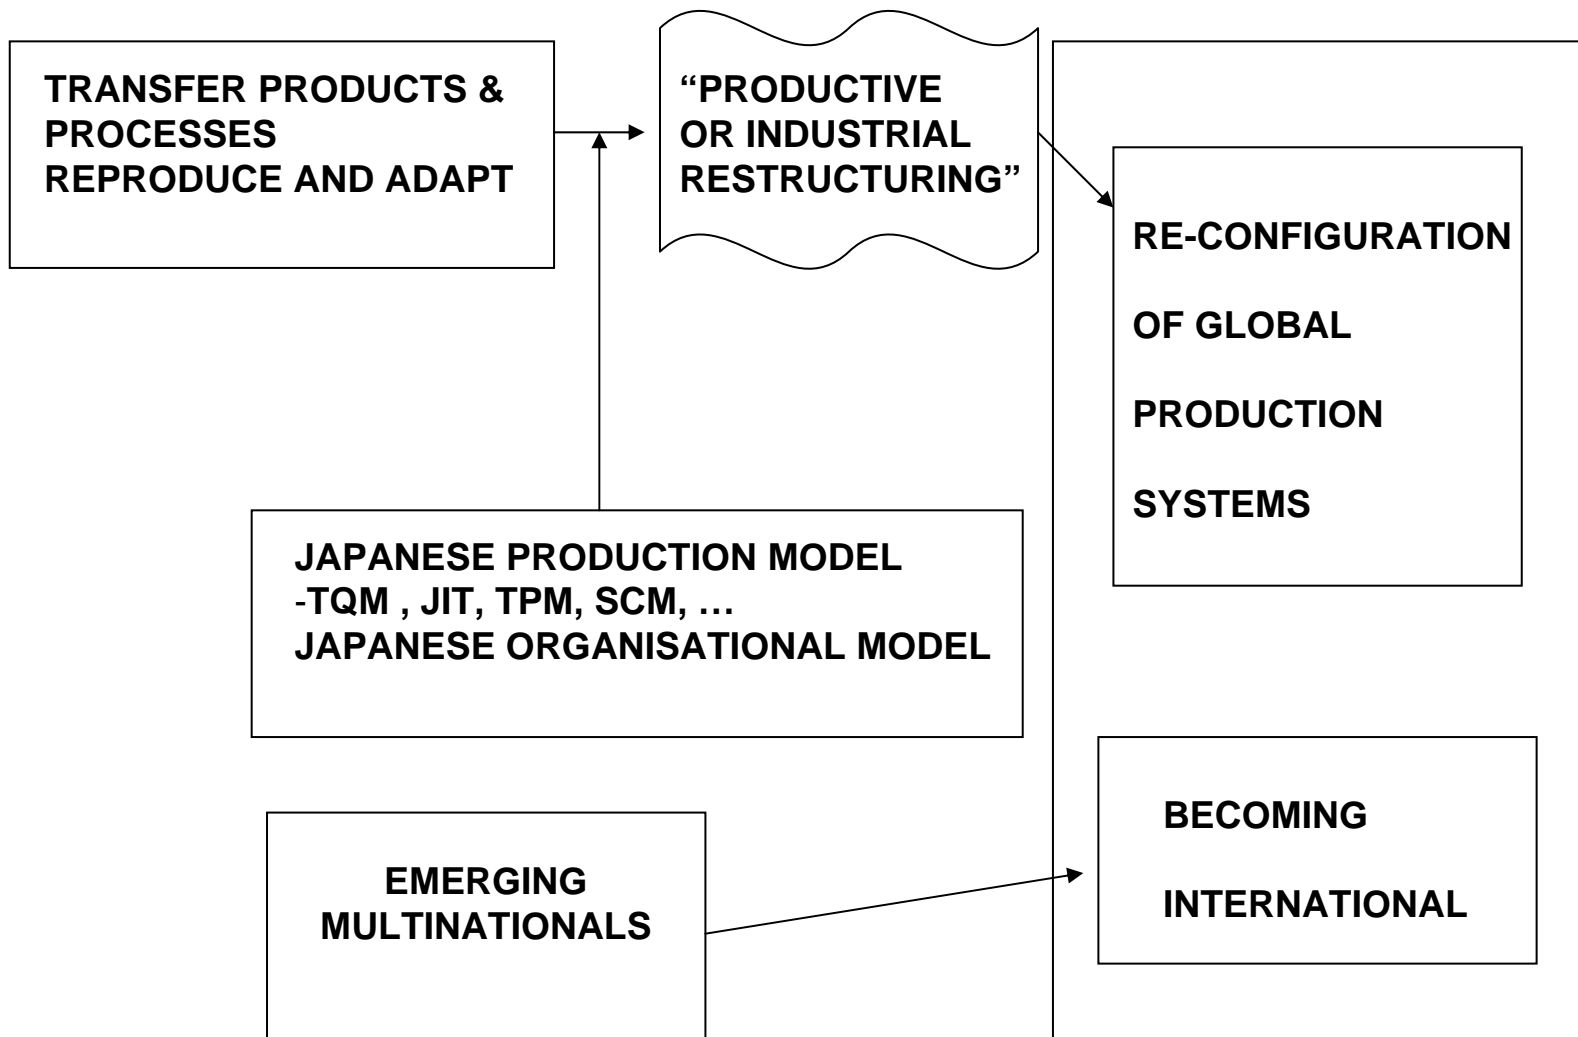 TRANSFER PRODUCTS &
PROCESSES
REPRODUCE AND ADAPT
“PRODUCTIVE
OR INDUSTRIAL
RESTRUCTURING”
RE-CONFIGURATION
OF GLOBAL
PRODUCTION
SYSTEMS
JAPANESE PRODUCTION MODEL
-TQM , JIT, TPM, SCM, …
JAPANESE ORGANISATIONAL MODEL
EMERGING
MULTINATIONALS
BECOMING
INTERNATIONAL